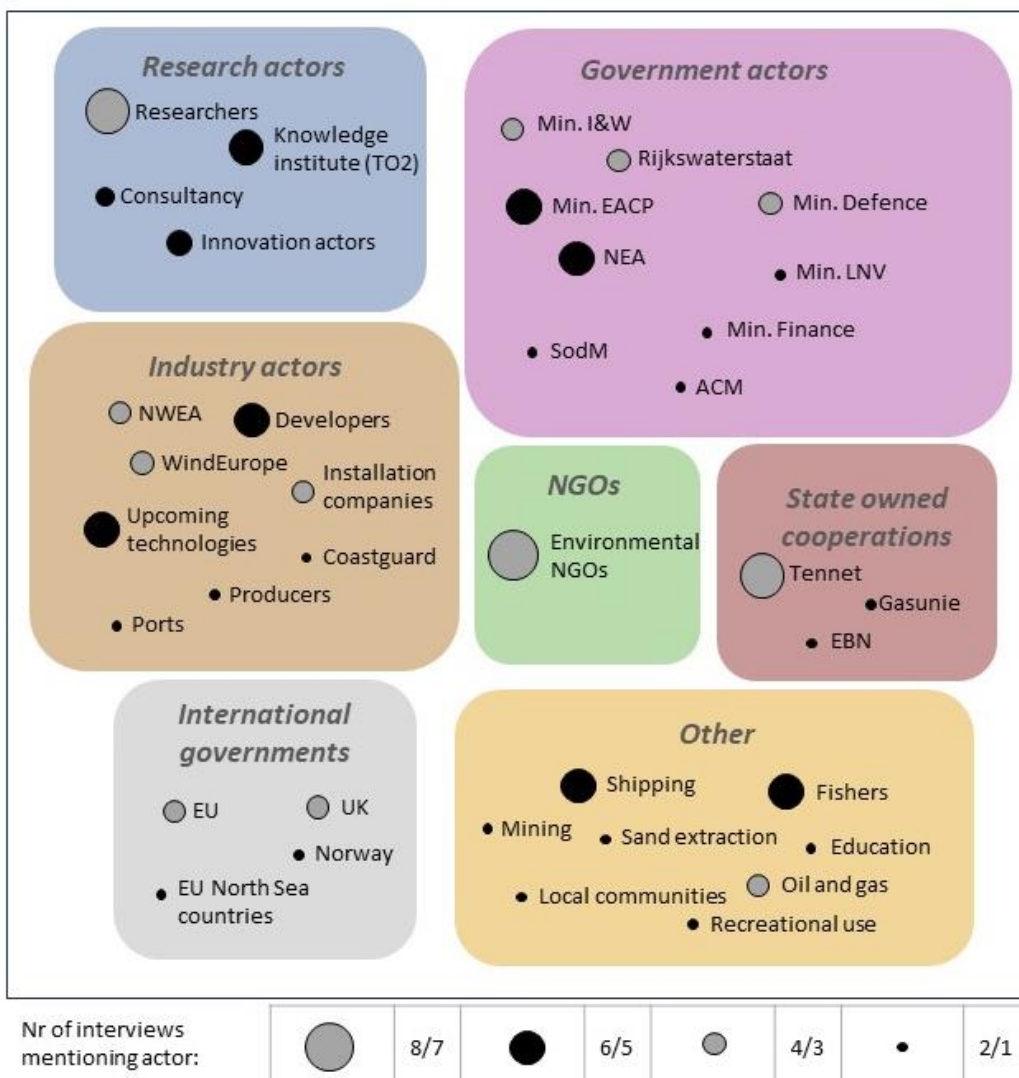 Research actors
Researchers
Knowledge
institute (TO2)
Consultancy
Innovation actors
Government actors
Min. I&W
Rijkswaterstaat
Min. EACP
Min. Defence
NEA
Min. LNV
Min. Finance
SodM
ACM
Industry actors
NWEA
Developers
WindEurope
Installation
companies
Upcoming
technologies
Coastguard
Producers
Ports
NGOs
Environmental
NGOs
State owned
cooperations
Tennet
Gasunie
EBN
International
governments
EU
UK
Norway
EU North Sea
countries
Other
Shipping
Fishers
Mining
Sand extraction
Education
Oil and gas
Local communities
Recreational use
Nr of interviews
mentioning actor:
8/7
6/5
4/3
2/1